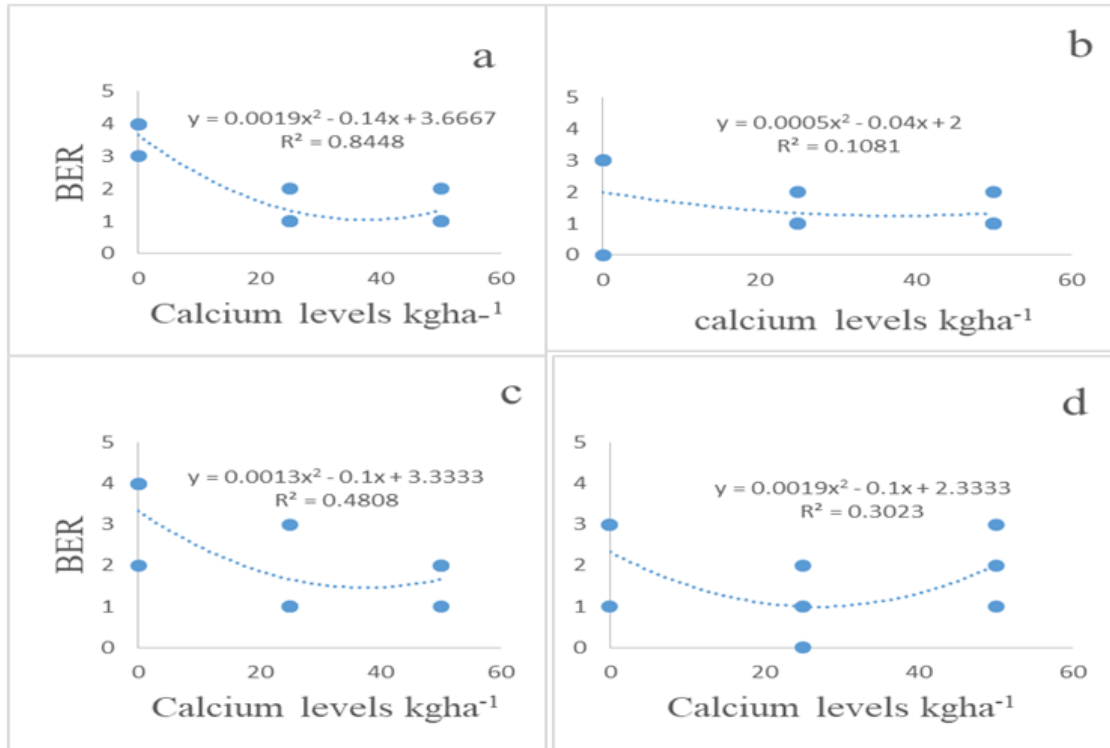 a
5
4
3
2
1
0
BER
y = 0.0019x² - 0.14x + 3.6667
R² = 0.8448
0 20 40 60
Calcium levels kgha-¹
b
5
4
3
2
1
0
y = 0.0005x² - 0.04x + 2
R² = 0.1081
0 20 40 60
calcium levels kgha⁻¹
c
5
4
3
2
1
0
BER
y = 0.0013x² - 0.1x + 3.3333
R² = 0.4808
0 20 40 60
Calcium levels kgha⁻¹
d
5
4
3
2
1
0
y = 0.0019x² - 0.1x + 2.3333
R² = 0.3023
0 20 40 60
Calcium levels kgha⁻¹